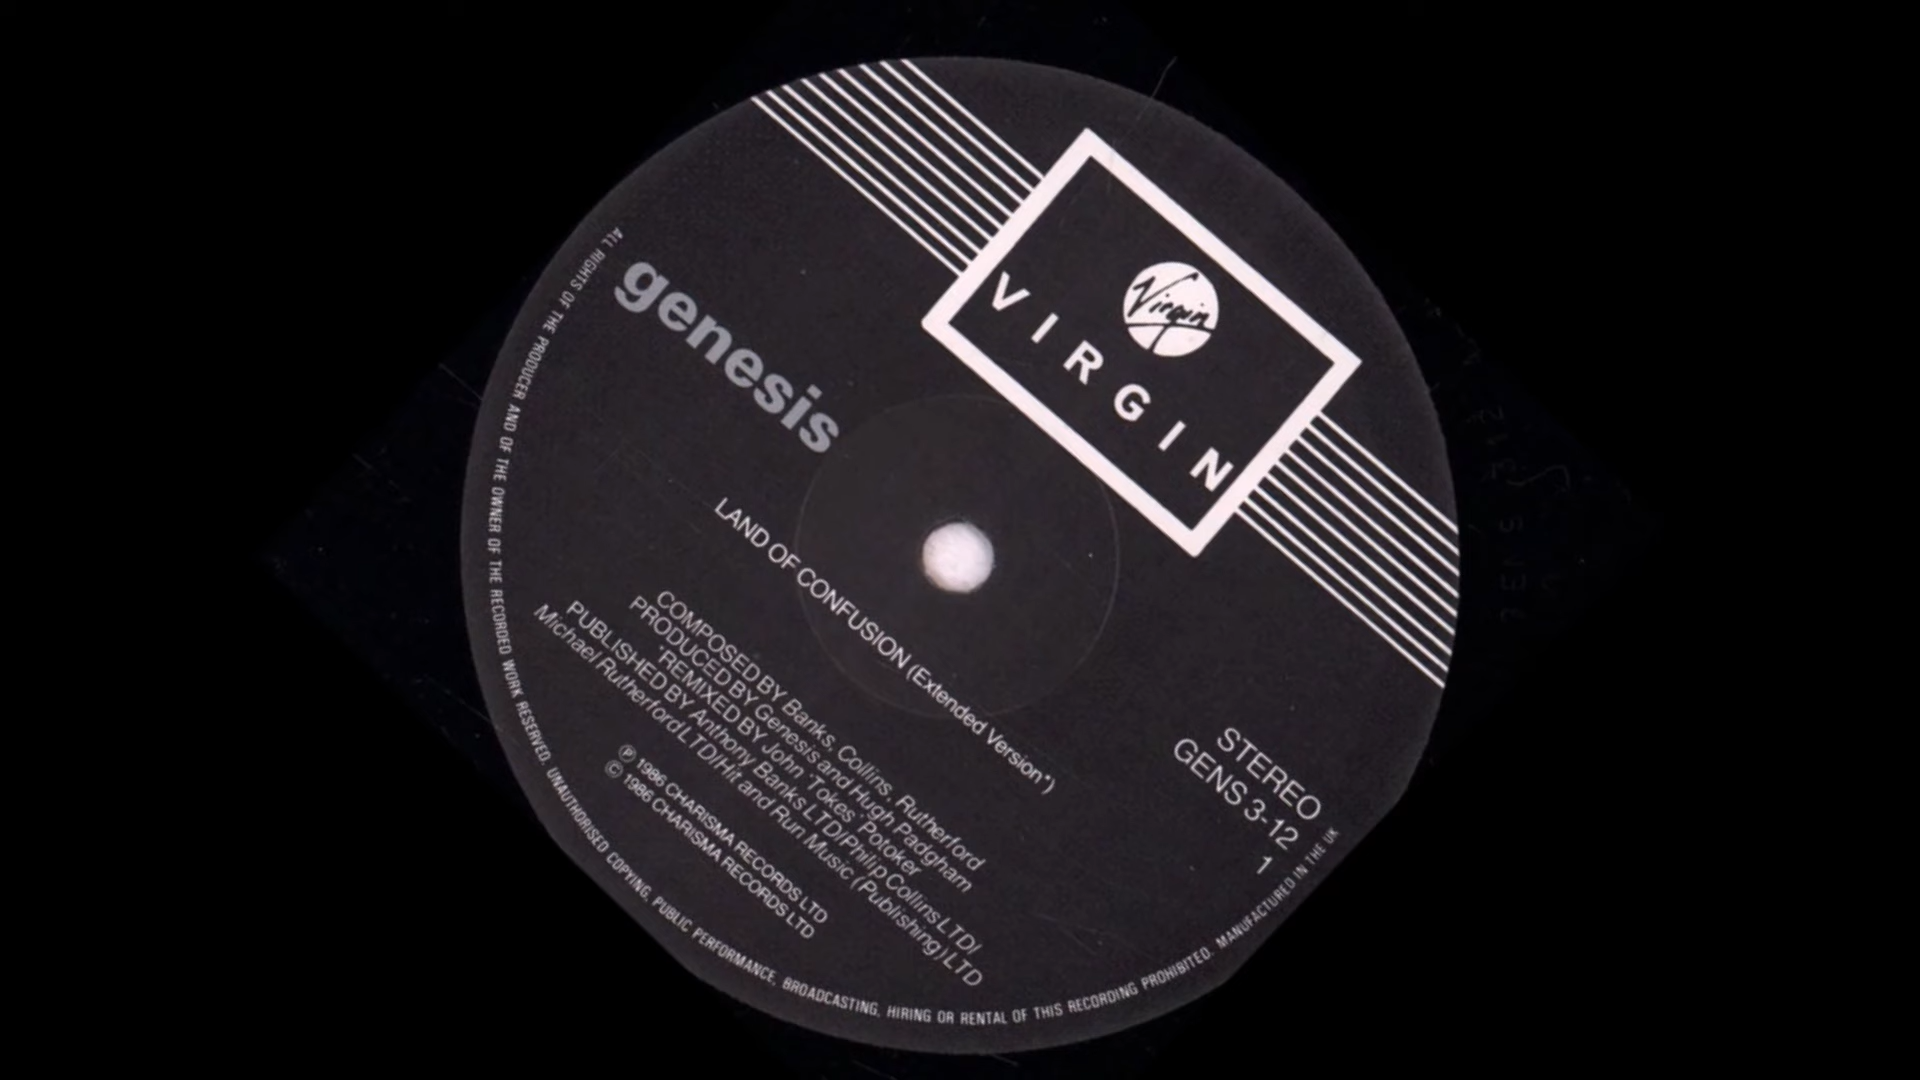 Virgin
VIRGIN
genesis
LAND OF CONFUSION (Extended Version*)
STEREO
GENS 3-12
1
COMPOSED BY Banks, Collins, Rutherford
PRODUCED BY Genesis and Hugh Padgham
*REMIXED BY John 'Tokes' Potoker
PUBLISHED BY Anthony Banks LTD/Philip Collins LTD/
Michael Rutherford LTD/Hit and Run Music (Publishing) LTD
℗ 1986 CHARISMA RECORDS LTD
© 1986 CHARISMA RECORDS LTD
ALL RIGHTS OF THE PRODUCER AND OF THE OWNER OF THE RECORDED WORK RESERVED. UNAUTHORISED COPYING, PUBLIC PERFORMANCE, BROADCASTING, HIRING OR RENTAL OF THIS RECORDING PROHIBITED. MANUFACTURED IN THE UK